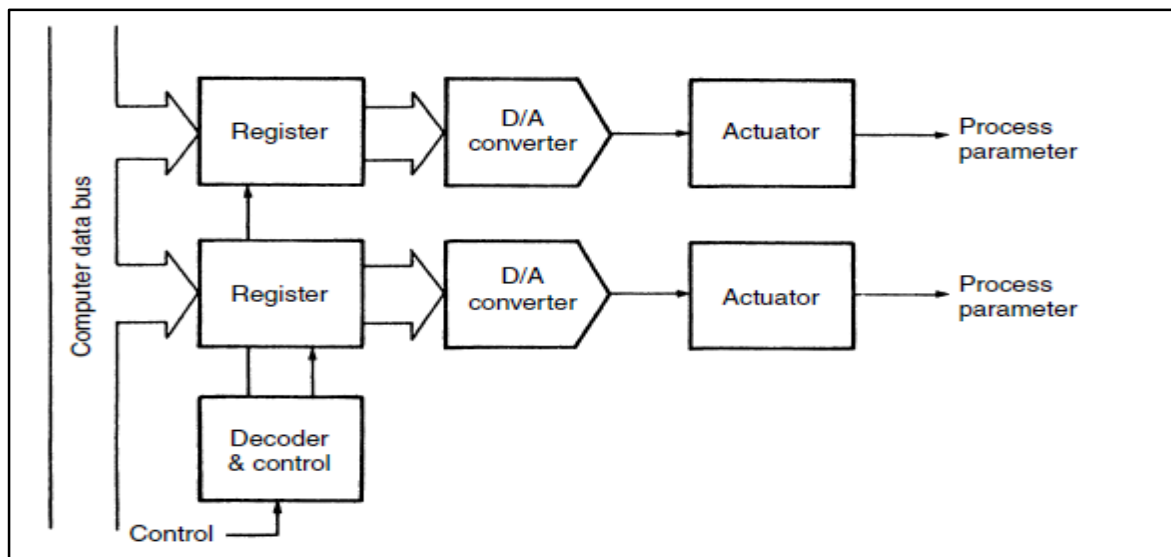 Computer data bus
Register
D/A
converter
Actuator
Process
parameter
Register
D/A
converter
Actuator
Process
parameter
Decoder
& control
Control